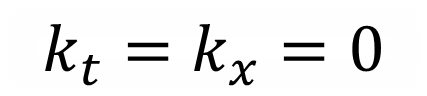 k_t = k_x = 0